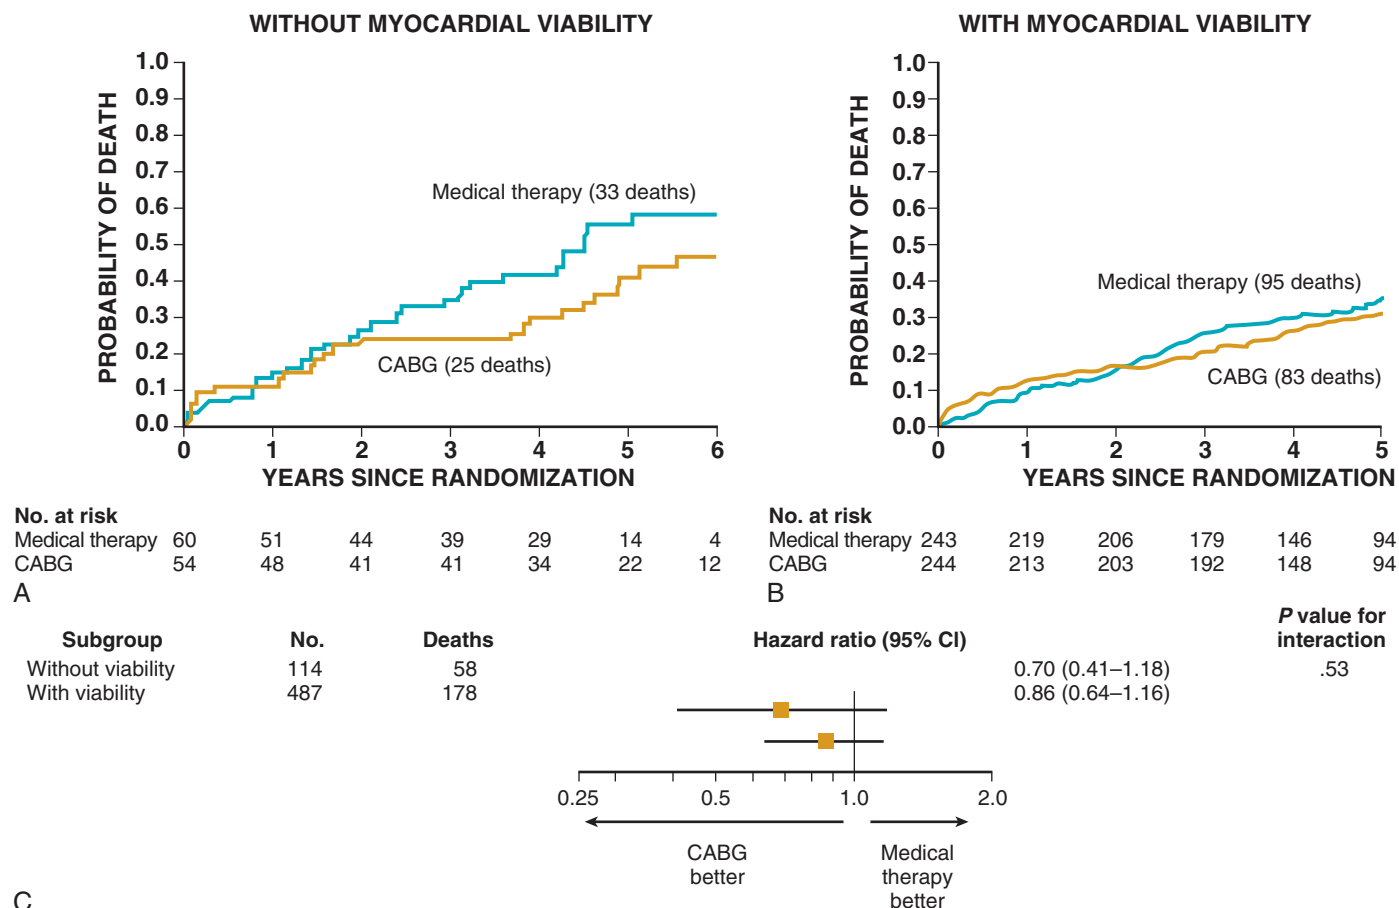 WITHOUT MYOCARDIAL VIABILITY
PROBABILITY OF DEATH
1.0
0.9
0.8
0.7
0.6
0.5
0.4
0.3
0.2
0.1
0.0
Medical therapy (33 deaths)
CABG (25 deaths)
0 1 2 3 4 5 6
YEARS SINCE RANDOMIZATION
No. at risk
Medical therapy 60 51 44 39 29 14 4
CABG 54 48 41 41 34 22 12
A
WITH MYOCARDIAL VIABILITY
PROBABILITY OF DEATH
1.0
0.9
0.8
0.7
0.6
0.5
0.4
0.3
0.2
0.1
0.0
Medical therapy (95 deaths)
CABG (83 deaths)
0 1 2 3 4 5
YEARS SINCE RANDOMIZATION
No. at risk
Medical therapy 243 219 206 179 146 94
CABG 244 213 203 192 148 94
B
P value for
Subgroup No. Deaths Hazard ratio (95% CI) interaction
Without viability 114 58 0.70 (0.41–1.18) .53
With viability 487 178 0.86 (0.64–1.16)
0.25 0.5 1.0 2.0
CABG
better
Medical
therapy
better
C